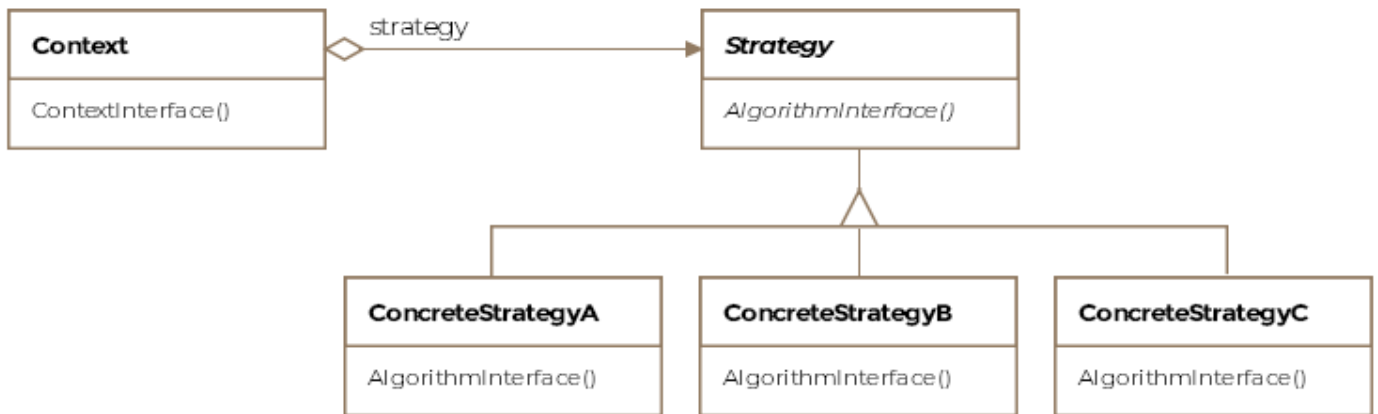 Context
strategy
Strategy
ContextInterface()
AlgorithmInterface()
ConcreteStrategyA
ConcreteStrategyB
ConcreteStrategyC
AlgorithmInterface()
AlgorithmInterface()
AlgorithmInterface()